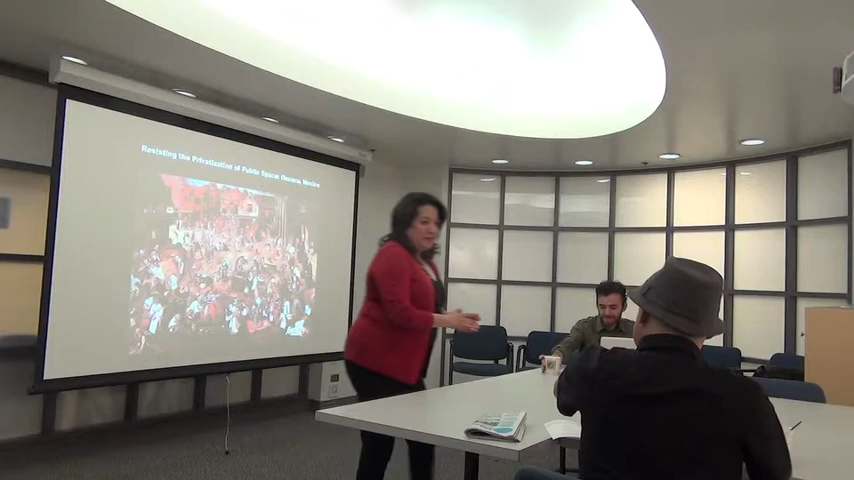 Resisting the Privatization of Public Space: Oaxaca, Mexico